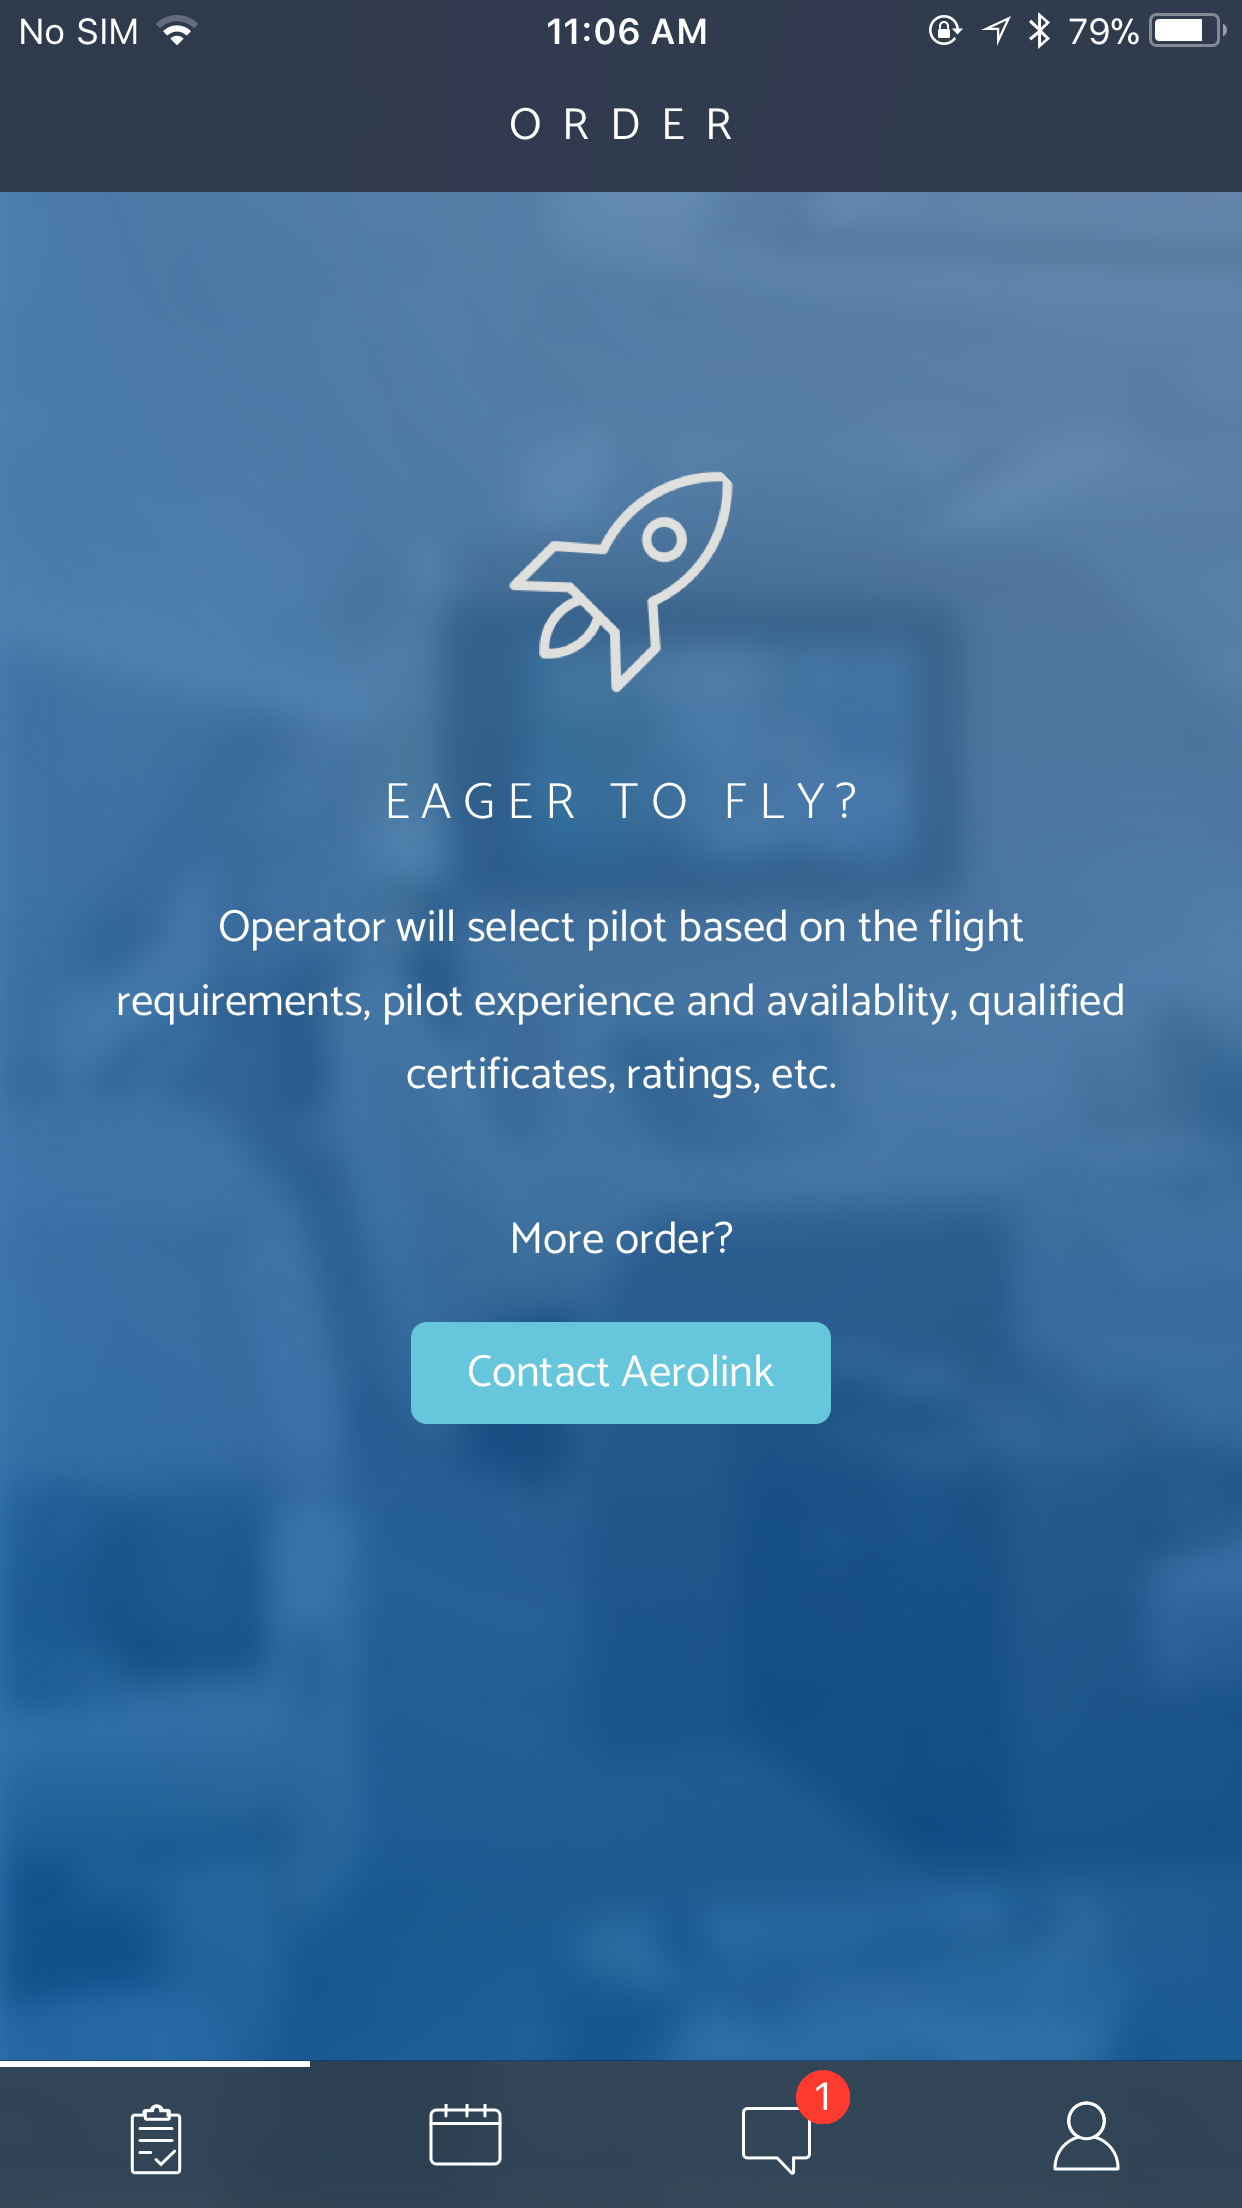 No SIM 11:06 AM 79%
ORDER
EAGER TO FLY?
Operator will select pilot based on the flight
requirements, pilot experience and availablity, qualified
certificates, ratings, etc.
More order?
Contact Aerolink
1